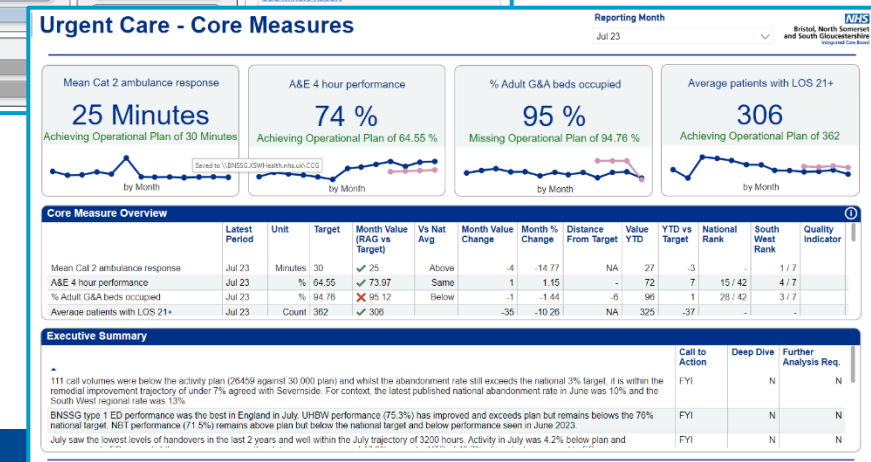 Urgent Care - Core Measures
Reporting Month
Jul 23
NHS
Bristol, North Somerset
and South Gloucestershire
Integrated Care Board
Mean Cat 2 ambulance response
25 Minutes
Achieving Operational Plan of 30 Minutes
by Month
A&E 4 hour performance
74 %
Achieving Operational Plan of 64.55 %
by Month
% Adult G&A beds occupied
95 %
Missing Operational Plan of 94.76 %
by Month
Average patients with LOS 21+
306
Achieving Operational Plan of 362
by Month
Saved to \\BNSSG.XSWHealth.nhs.uk\CCG
Core Measure Overview
Latest Period Unit Target Month Value (RAG vs Target) Vs Nat Avg Month Value Change Month % Change Distance From Target Value YTD YTD vs Target National Rank South West Rank Quality Indicator
Mean Cat 2 ambulance response Jul 23 Minutes 30 ✓ 25 Above -4 -14.77 NA 27 -3 - 1 / 7
A&E 4 hour performance Jul 23 % 64.55 ✓ 73.97 Same 1 1.15 - 72 7 15 / 42 4 / 7
% Adult G&A beds occupied Jul 23 % 94.76 ✗ 95.12 Below -1 -1.44 -6 96 1 28 / 42 3 / 7
Average patients with LOS 21+ Jul 23 Count 362 ✓ 306 -35 -10.26 NA 325 -37 - -
Executive Summary
Call to Action Deep Dive Further Analysis Req.
111 call volumes were below the activity plan (26459 against 30,000 plan) and whilst the abandonment rate still exceeds the national 3% target, it is within the FYI N N
remedial improvement trajectory of under 7% agreed with Severnside. For context, the latest published national abandonment rate in June was 10% and the
South West regional rate was 13%.
BNSSG type 1 ED performance was the best in England in July. UHBW performance (75.3%) has improved and exceeds plan but remains belows the 76% FYI N N
national target. NBT performance (71.5%) remains above plan but below the national target and below performance seen in June 2023.
July saw the lowest levels of handovers in the last 2 years and well within the July trajectory of 3200 hours. Activity in July was 4.2% below plan and FYI N N